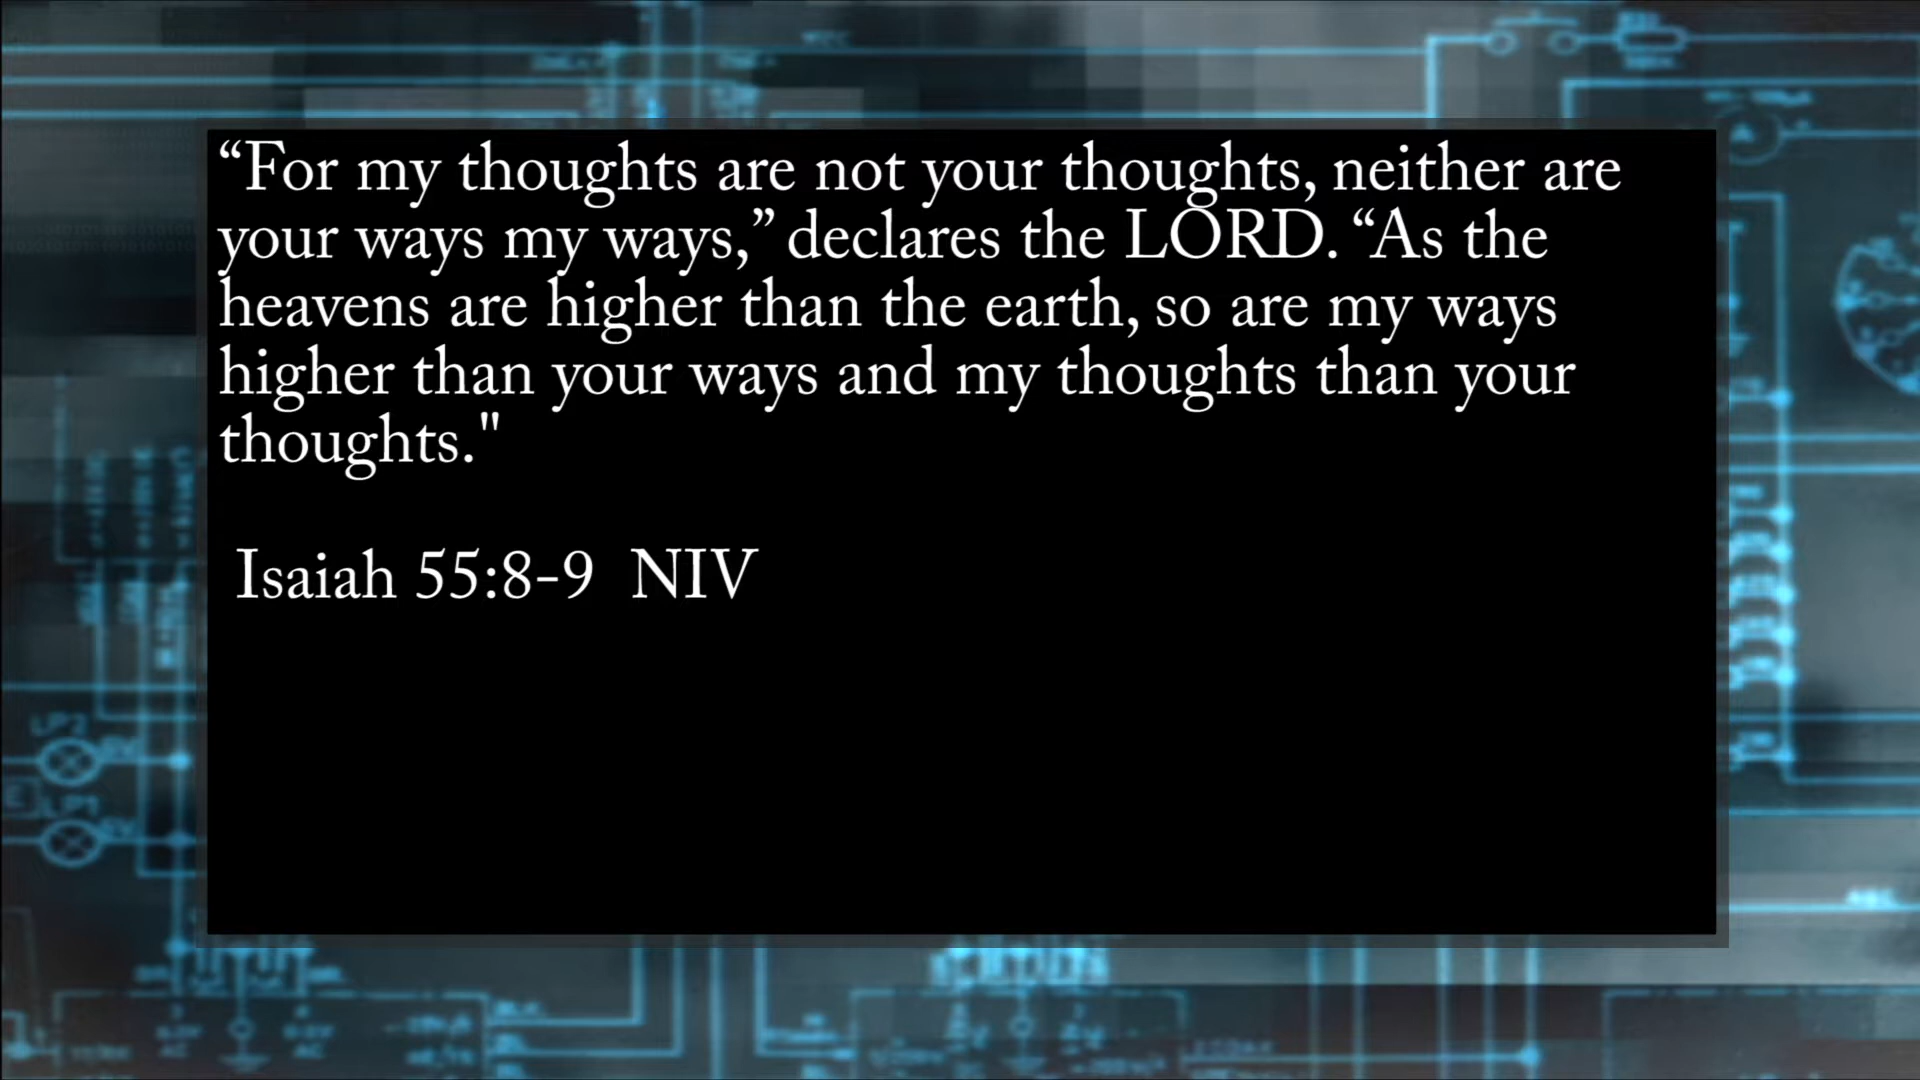 “For my thoughts are not your thoughts, neither are
your ways my ways,” declares the LORD. “As the
heavens are higher than the earth, so are my ways
higher than your ways and my thoughts than your
thoughts."
Isaiah 55:8-9  NIV
LP2
LP1